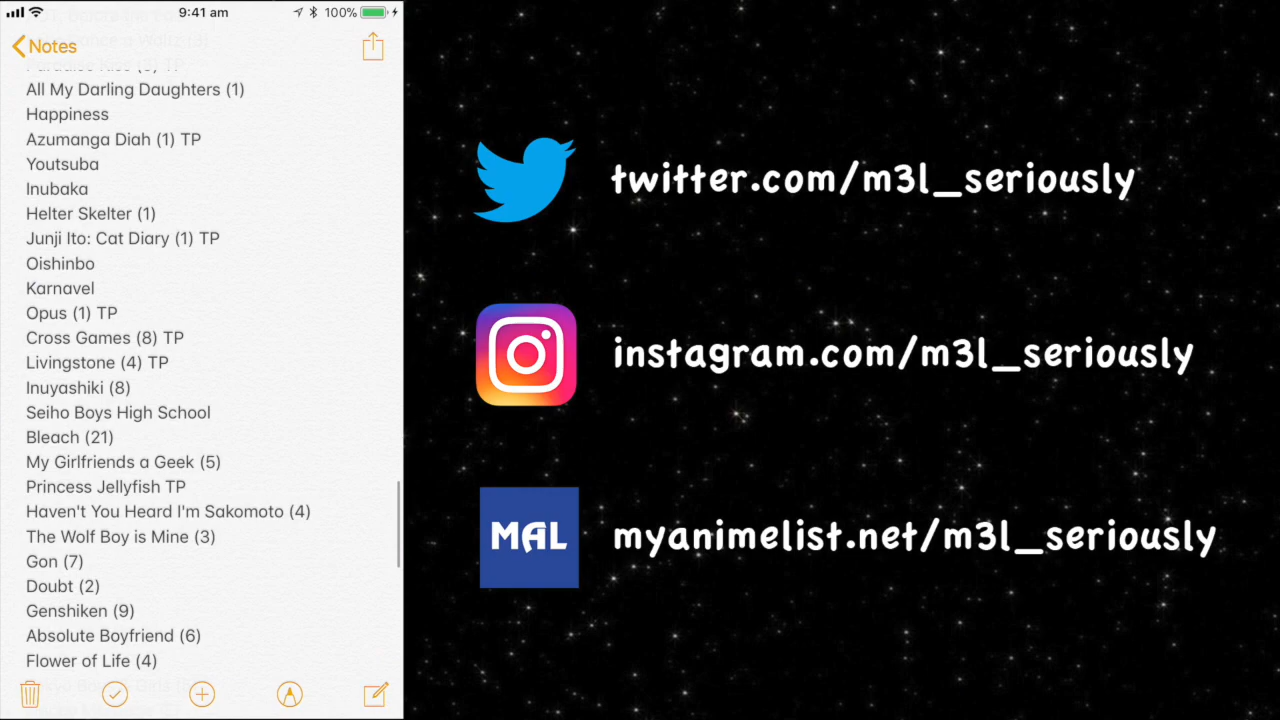 9:41 am
100%
Notes
All My Darling Daughters (1)
Happiness
Azumanga Diah (1) TP
Youtsuba
Inubaka
Helter Skelter (1)
Junji Ito: Cat Diary (1) TP
Oishinbo
Karnavel
Opus (1) TP
Cross Games (8) TP
Livingstone (4) TP
Inuyashiki (8)
Seiho Boys High School
Bleach (21)
My Girlfriends a Geek (5)
Princess Jellyfish TP
Haven't You Heard I'm Sakomoto (4)
The Wolf Boy is Mine (3)
Gon (7)
Doubt (2)
Genshiken (9)
Absolute Boyfriend (6)
Flower of Life (4)
twitter.com/m3l_seriously
instagram.com/m3l_seriously
MAL
myanimelist.net/m3l_seriously